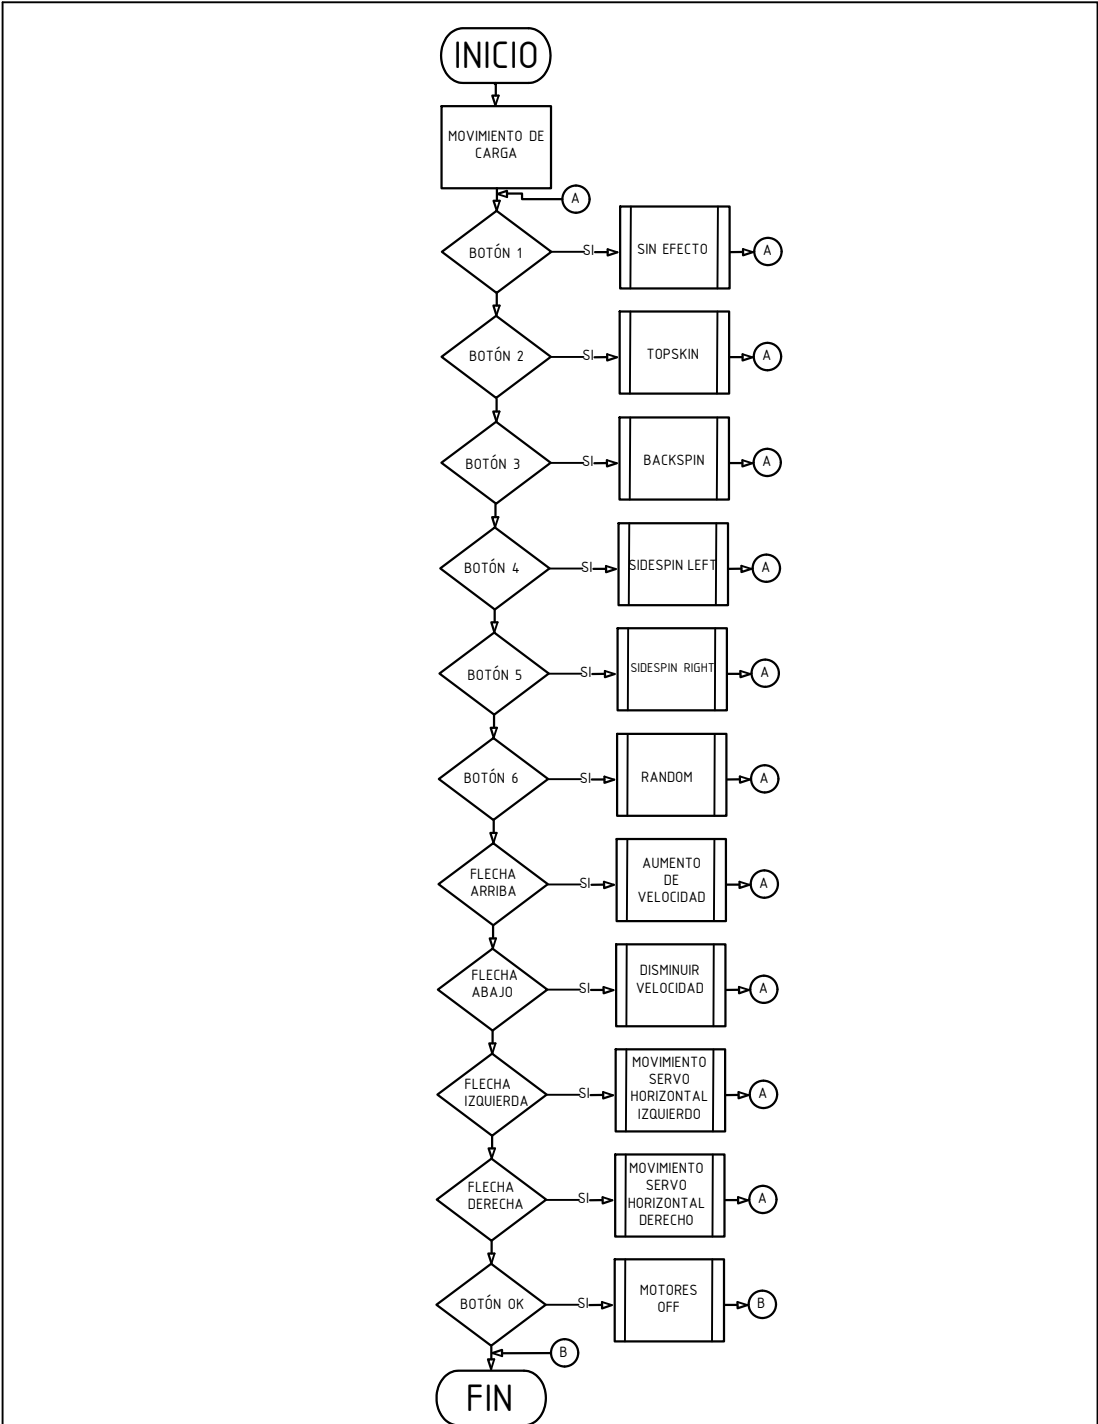 INICIO
MOVIMIENTO DE
CARGA
A
BOTÓN 1
SI
SIN EFECTO
A
BOTÓN 2
SI
TOPSKIN
A
BOTÓN 3
SI
BACKSPIN
A
BOTÓN 4
SI
SIDESPIN LEFT
A
BOTÓN 5
SI
SIDESPIN RIGHT
A
BOTÓN 6
SI
RANDOM
A
FLECHA
ARRIBA
SI
AUMENTO
DE
VELOCIDAD
A
FLECHA
ABAJO
SI
DISMINUIR
VELOCIDAD
A
FLECHA
IZQUIERDA
SI
MOVIMIENTO
SERVO
HORIZONTAL
IZQUIERDO
A
FLECHA
DERECHA
SI
MOVIMIENTO
SERVO
HORIZONTAL
DERECHO
A
BOTÓN OK
SI
MOTORES
OFF
B
B
FIN